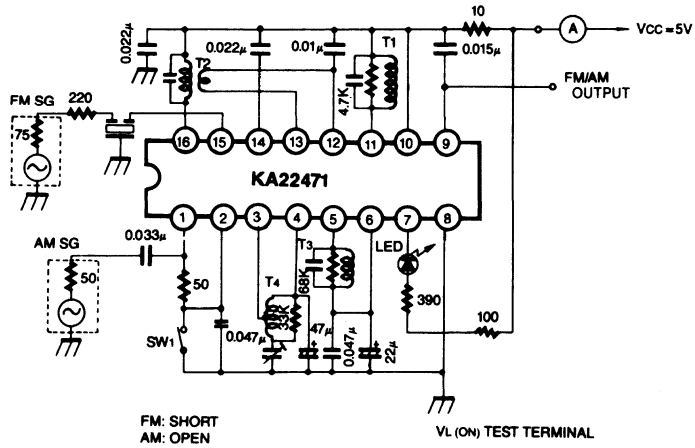 10
A
VCC = 5V
0.022µ
0.022µ
0.01µ
T1
0.015µ
T2
4.7K
FM/AM
OUTPUT
FM SG
220
75
16
15
14
13
12
11
10
9
KA22471
1
2
3
4
5
6
7
8
AM SG
0.033µ
50
50
T3
LED
68K
T4
33K
390
100
SW1
0.047µ
47µ
0.047µ
22µ
FM: SHORT
AM: OPEN
VL (ON) TEST TERMINAL